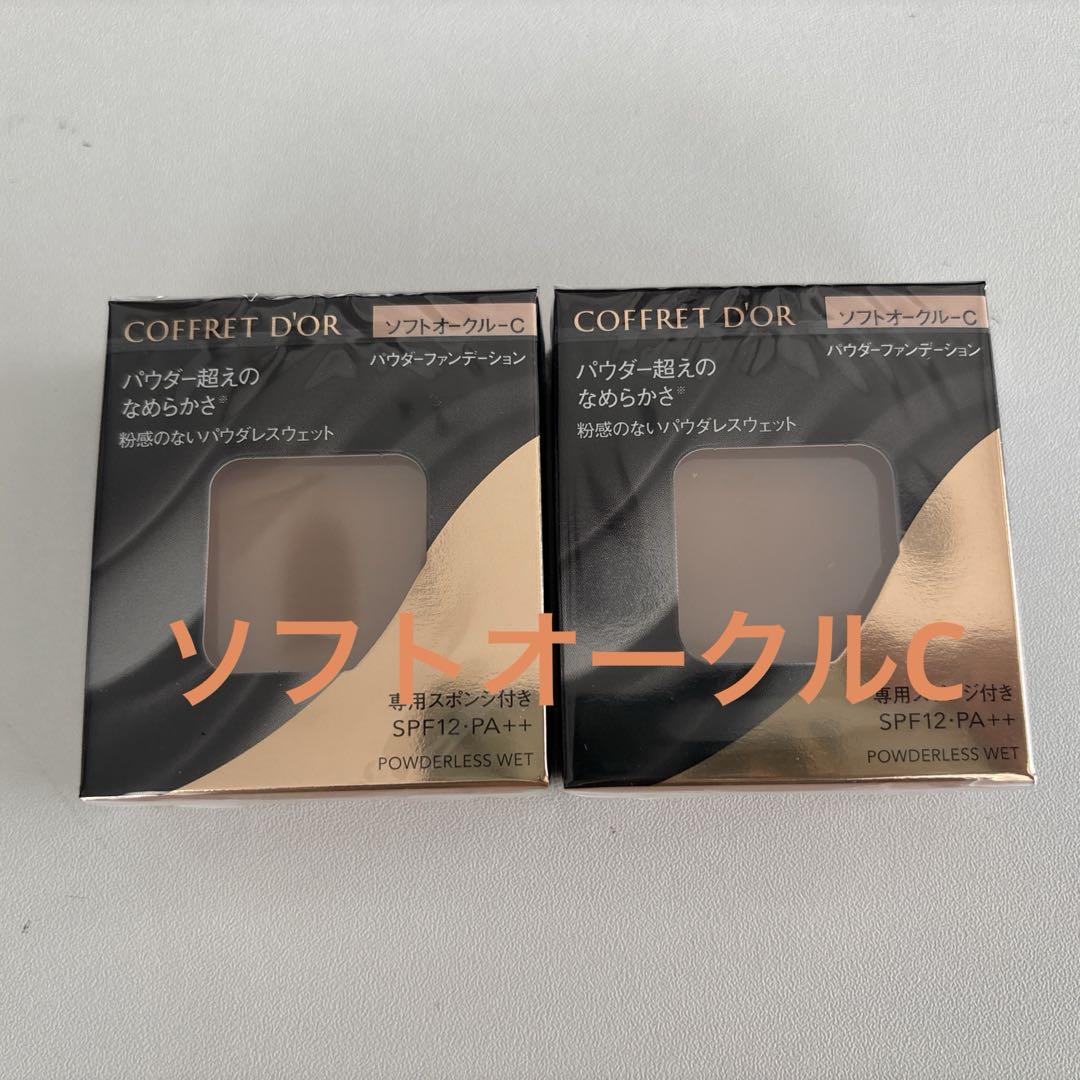 COFFRET D'OR
ソフトオークル-C
パウダーファンデーション
パウダー超えの
なめらかさ※
粉感のないパウダレスウェット
専用スポンジ付き
SPF12・PA++
POWDERLESS WET
COFFRET D'OR
ソフトオークル-C
パウダーファンデーション
パウダー超えの
なめらかさ※
粉感のないパウダレスウェット
専用スポンジ付き
SPF12・PA++
POWDERLESS WET
ソフトオークルC